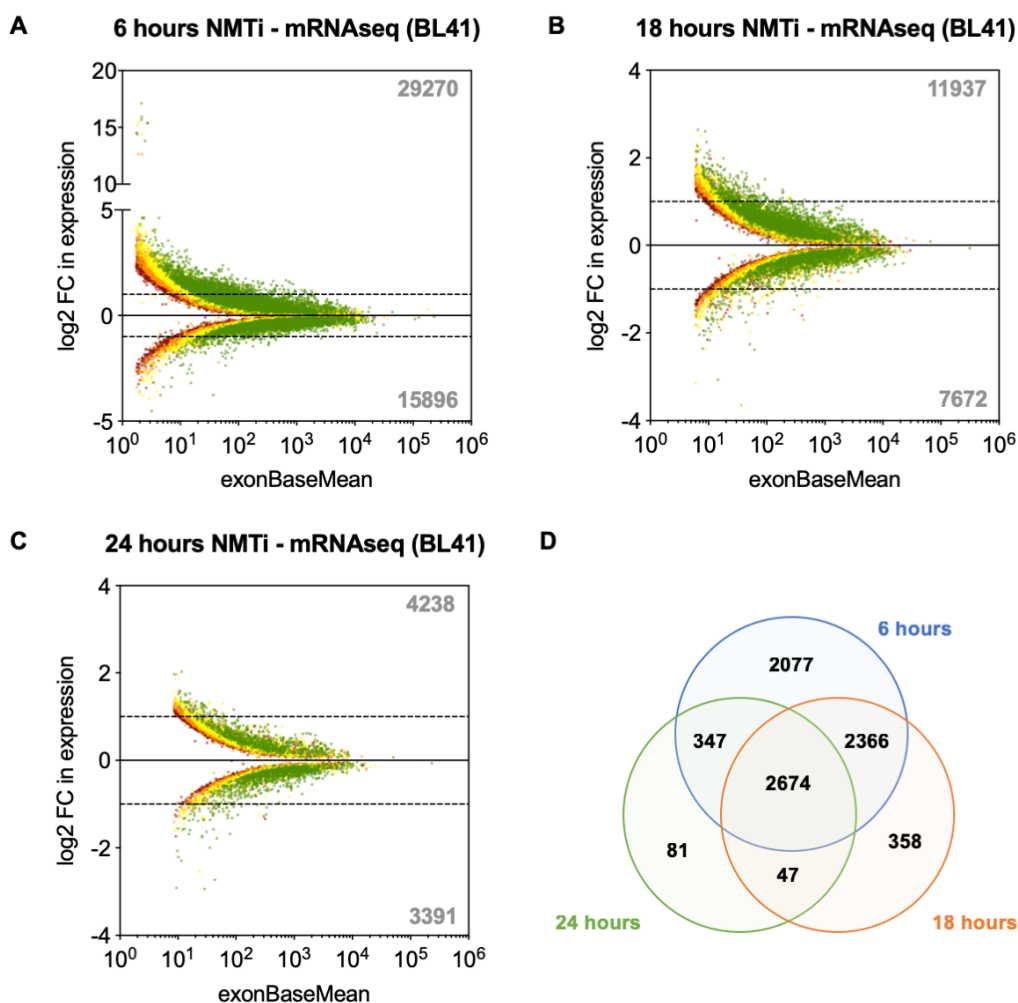 A
6 hours NMTi - mRNAseq (BL41)
20
15
10
5
0
-5
29270
15896
log2 FC in expression
10^0 10^1 10^2 10^3 10^4 10^5 10^6
exonBaseMean
B
18 hours NMTi - mRNAseq (BL41)
4
2
0
-2
-4
11937
7672
log2 FC in expression
10^0 10^1 10^2 10^3 10^4 10^5 10^6
exonBaseMean
C
24 hours NMTi - mRNAseq (BL41)
4
2
0
-2
-4
4238
3391
log2 FC in expression
10^0 10^1 10^2 10^3 10^4 10^5 10^6
exonBaseMean
D
6 hours
2077
347
2366
2674
81
358
47
24 hours
18 hours